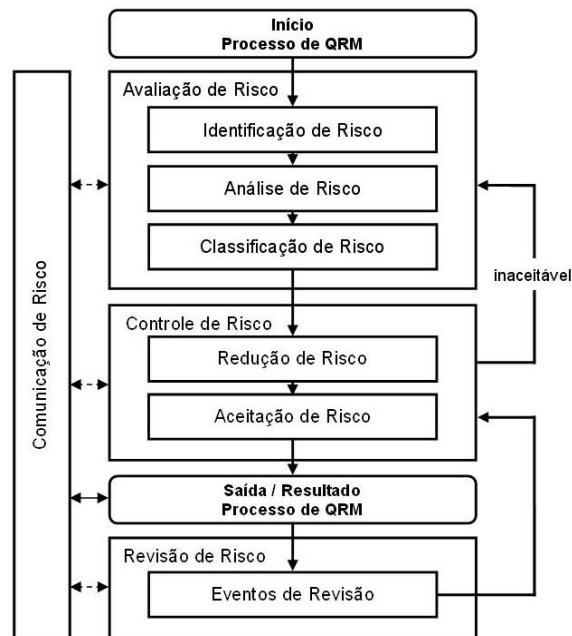 Início
Processo de QRM
Avaliação de Risco
Identificação de Risco
Análise de Risco
Classificação de Risco
inaceitável
Comunicação de Risco
Controle de Risco
Redução de Risco
Aceitação de Risco
Saída / Resultado
Processo de QRM
Revisão de Risco
Eventos de Revisão